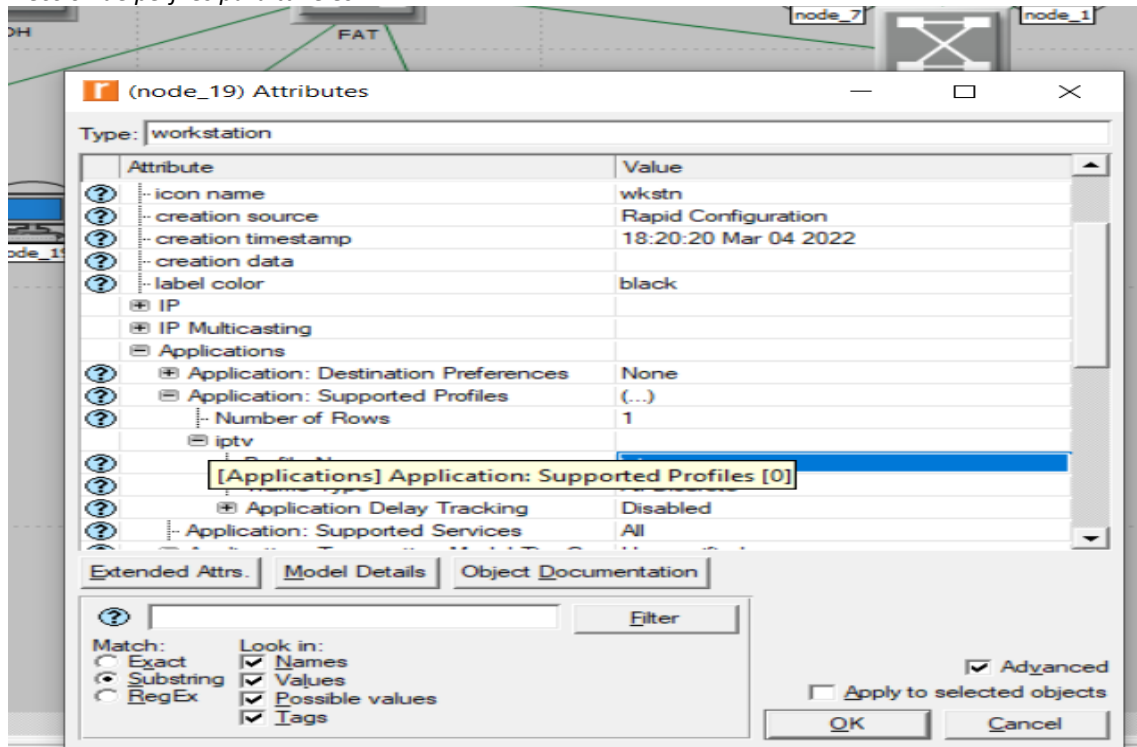 node_7
node_1
FAT
(node_19) Attributes
Type: workstation
Attribute Value
icon name wkstn
creation source Rapid Configuration
creation timestamp 18:20:20 Mar 04 2022
creation data
label color black
IP
IP Multicasting
Applications
Application: Destination Preferences None
Application: Supported Profiles (...)
Number of Rows 1
iptv
[Applications] Application: Supported Profiles [0]
Application Delay Tracking Disabled
Application: Supported Services All
Extended Attrs. Model Details Object Documentation
Filter
Match: Look in:
Exact Names
Substring Values
RegEx Possible values
Tags
Advanced
Apply to selected objects
OK Cancel